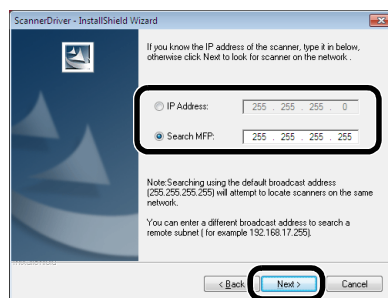 ScannerDriver - InstallShield Wizard
If you know the IP address of the scanner, type it in below,
otherwise click Next to look for scanner on the network .
IP Address: 255 . 255 . 255 . 0
Search MFP: 255 . 255 . 255 . 255
Note:Searching using the default broadcast address
(255.255.255.255) will attempt to locate scanners on the same
network.
You can enter a different broadcast address to search a
remote subnet ( for example 192.168.17.255).
InstallShield
< Back Next > Cancel